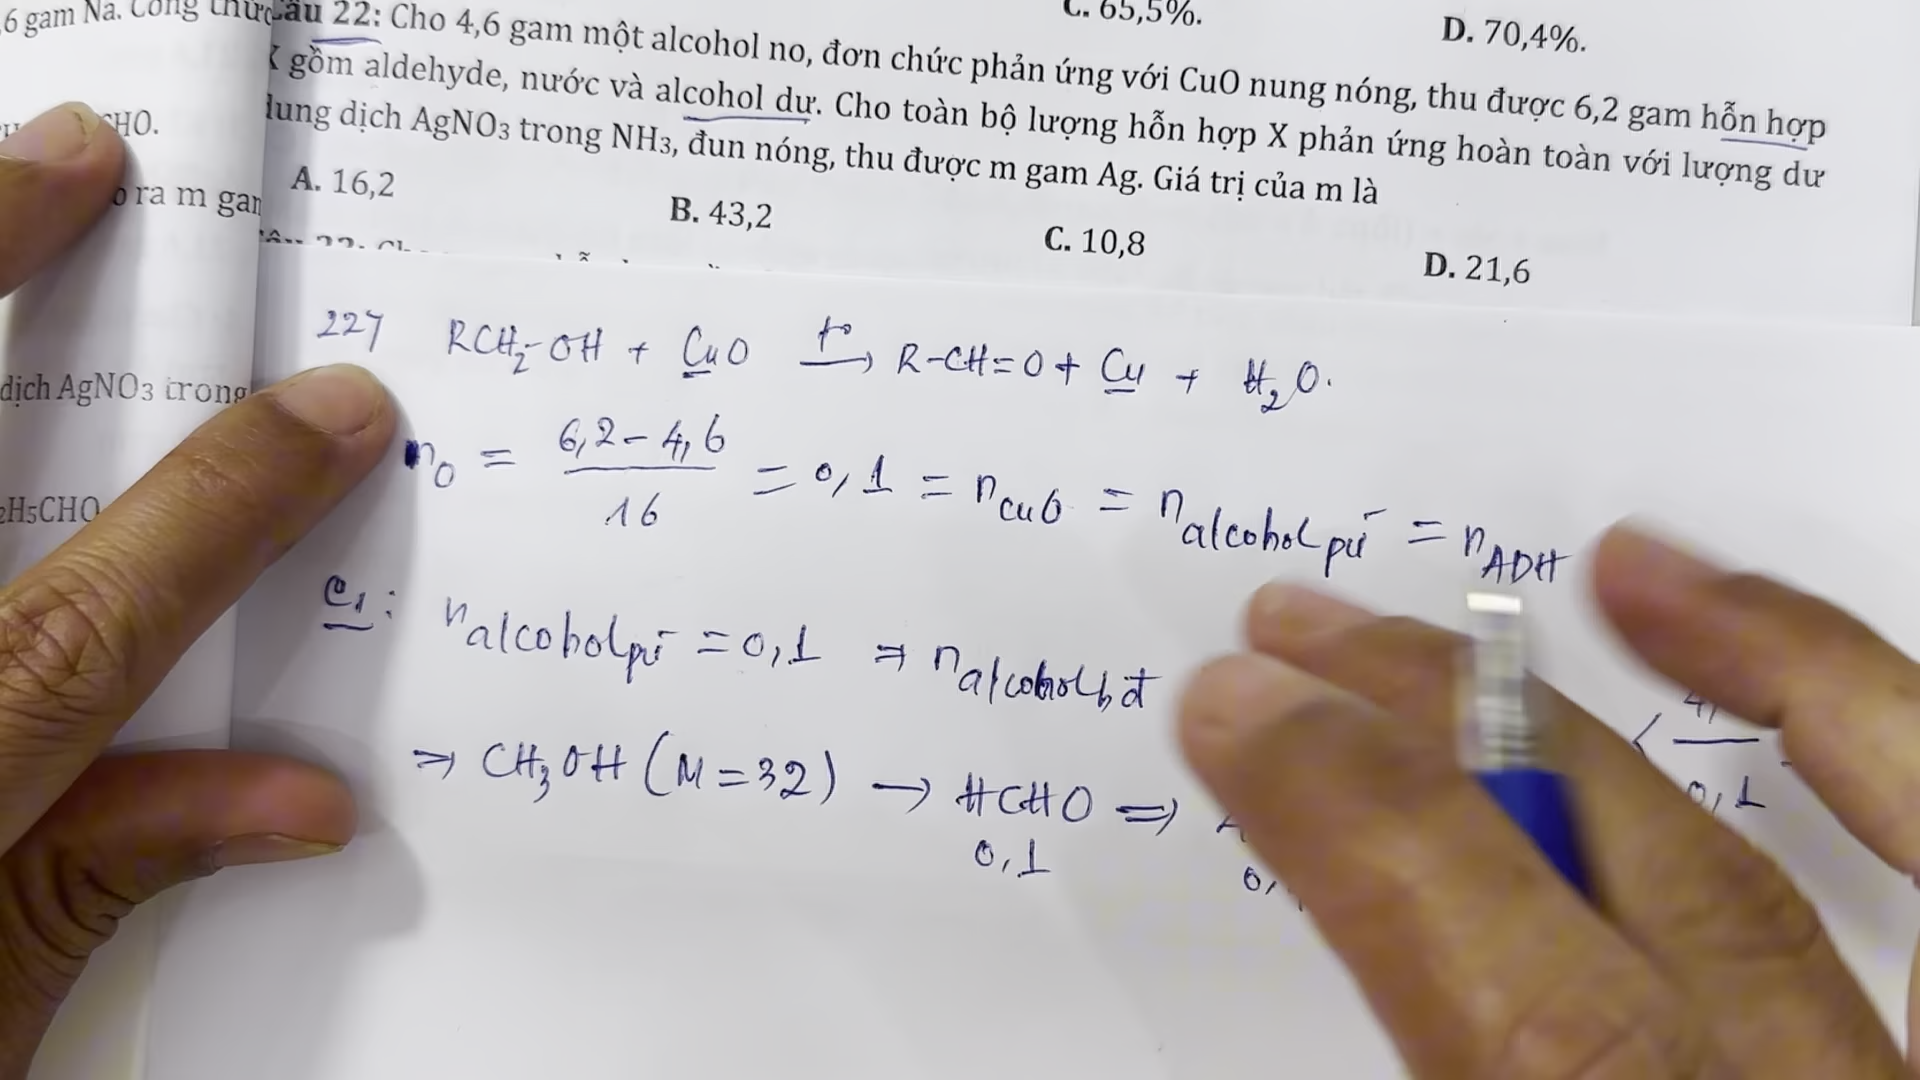 6 gam Na. Công thức
C. 65,5%.
D. 70,4%.
Câu 22: Cho 4,6 gam một alcohol no, đơn chức phản ứng với CuO nung nóng, thu được 6,2 gam hỗn hợp
X gồm aldehyde, nước và alcohol dư. Cho toàn bộ lượng hỗn hợp X phản ứng hoàn toàn với lượng dư
dung dịch AgNO3 trong NH3, đun nóng, thu được m gam Ag. Giá trị của m là
A. 16,2
B. 43,2
C. 10,8
D. 21,6
CHO.
ra m gam
dịch AgNO3 trong
H5CHO
22) RCH2-OH + CuO t° → R-CH=O + Cu + H2O.
nO = 6,2 - 4,6 / 16 = 0,1 = nCuO = nalcohol pứ = nADH
C1: nalcohol pứ = 0,1 ⇒ nalcohol bđ
< 0,1
⇒ CH3OH (M = 32) → HCHO ⇒
0,1